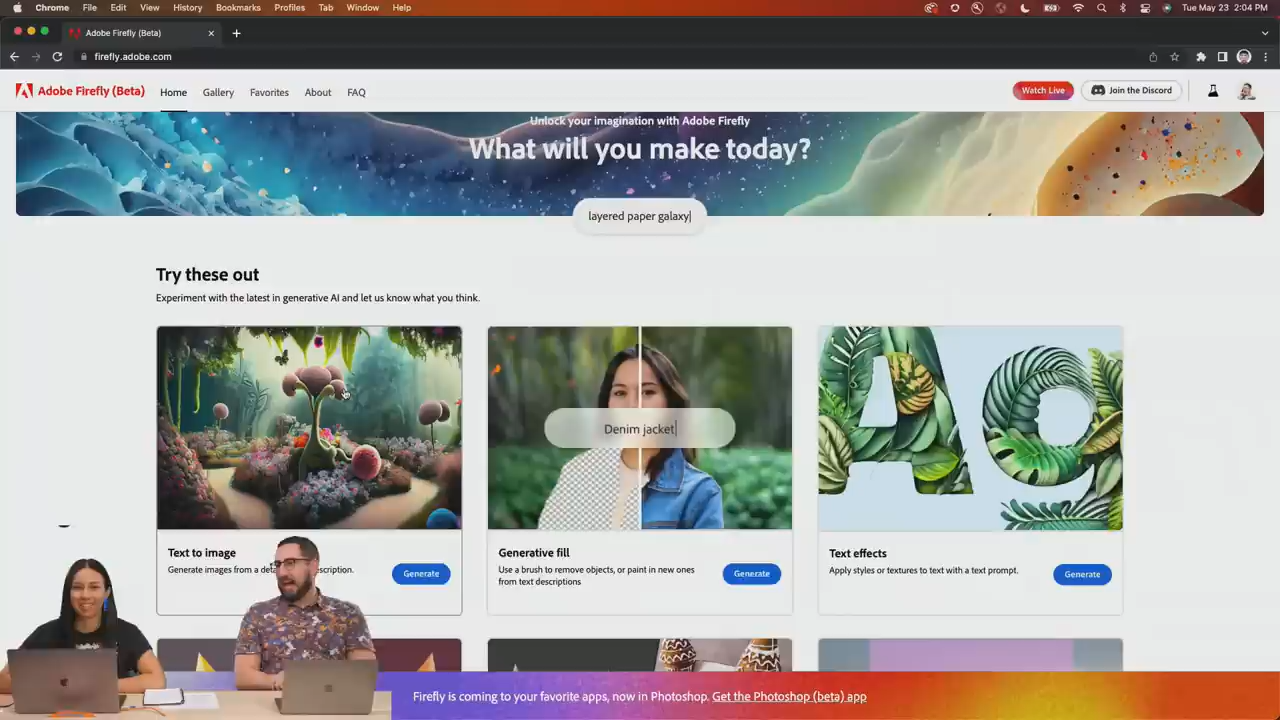 Chrome File Edit View History Bookmarks Profiles Tab Window Help Tue May 23 2:04 PM
Adobe Firefly (Beta)
firefly.adobe.com
Adobe Firefly (Beta) Home Gallery Favorites About FAQ Watch Live Join the Discord
Unlock your imagination with Adobe Firefly
What will you make today?
layered paper galaxy
Try these out
Experiment with the latest in generative AI and let us know what you think.
Denim jacket
AO
Text to image
Generate images from a deta escription.
Generate
Generative fill
Use a brush to remove objects, or paint in new ones
from text descriptions
Generate
Text effects
Apply styles or textures to text with a text prompt.
Generate
Firefly is coming to your favorite apps, now in Photoshop. Get the Photoshop (beta) app